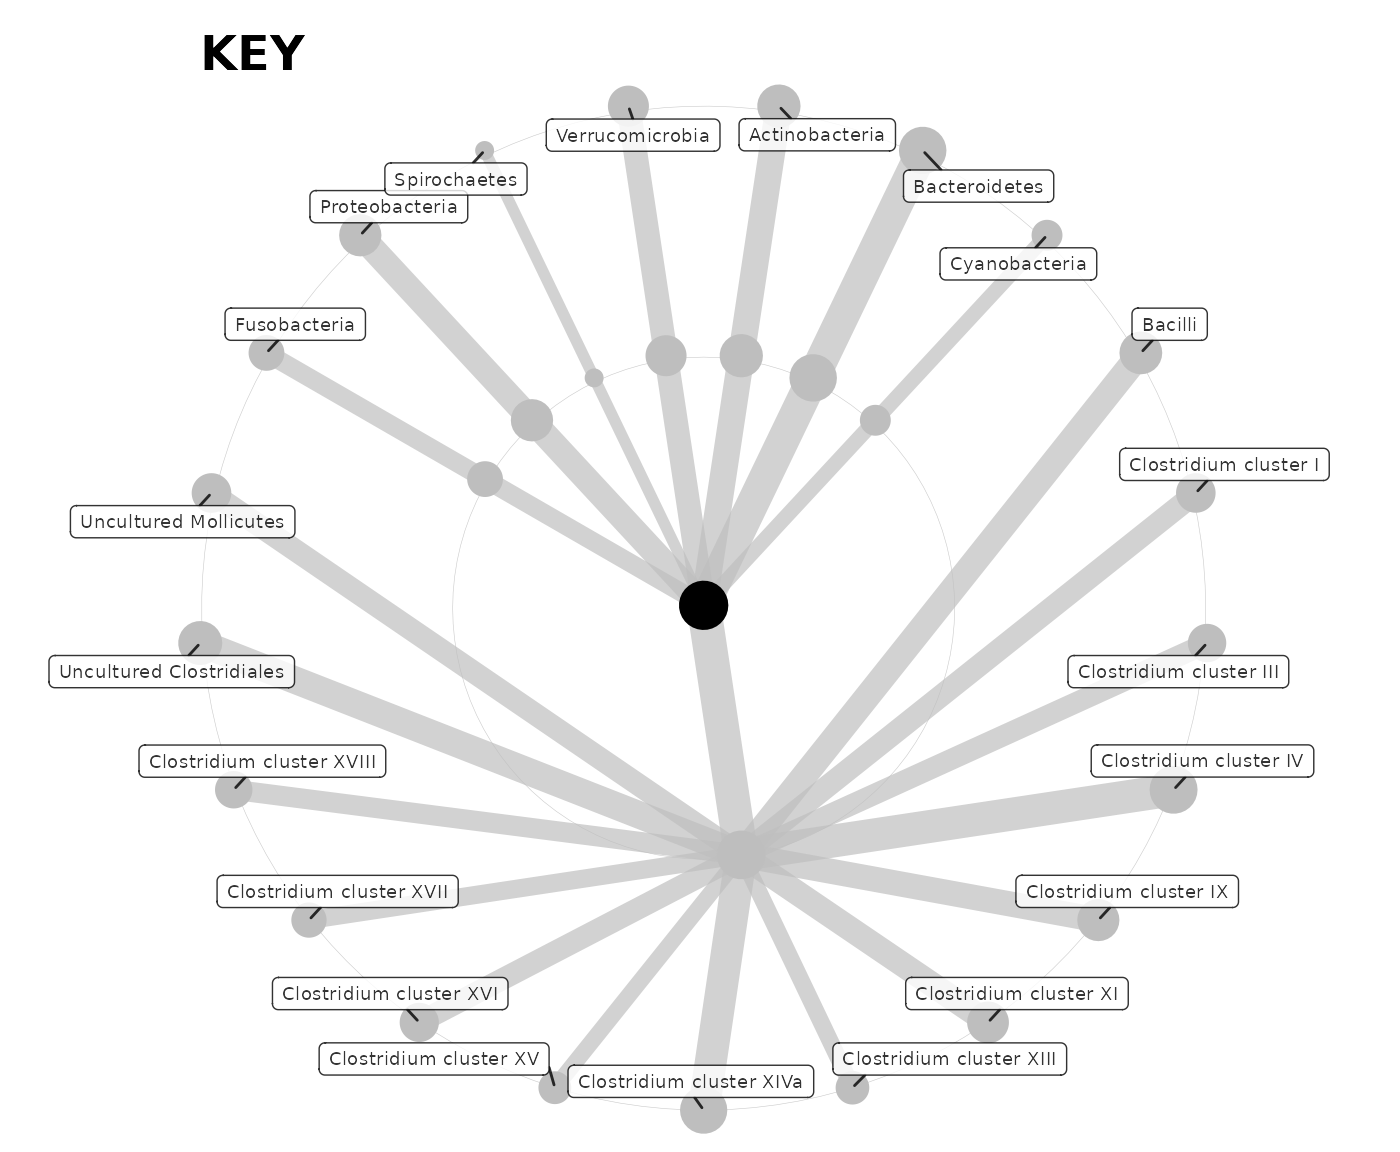 KEY
Verrucomicrobia
Actinobacteria
Spirochaetes
Bacteroidetes
Proteobacteria
Cyanobacteria
Fusobacteria
Bacilli
Clostridium cluster I
Uncultured Mollicutes
Uncultured Clostridiales
Clostridium cluster III
Clostridium cluster XVIII
Clostridium cluster IV
Clostridium cluster XVII
Clostridium cluster IX
Clostridium cluster XVI
Clostridium cluster XI
Clostridium cluster XV
Clostridium cluster XIII
Clostridium cluster XIVa